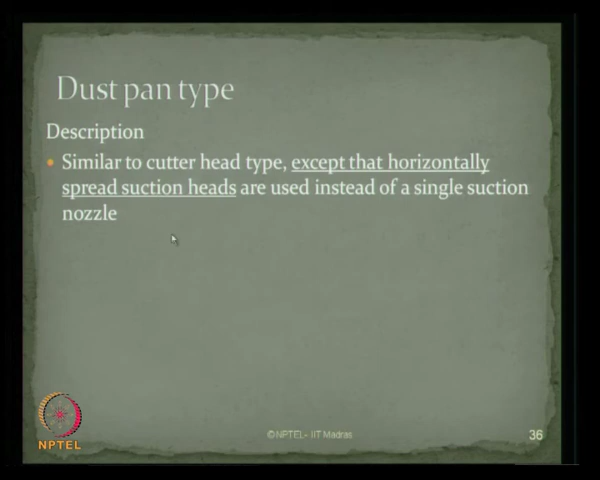 Dust pan type
Description
Similar to cutter head type, except that horizontally
spread suction heads are used instead of a single suction
nozzle
NPTEL
©NPTEL- IIT Madras
36